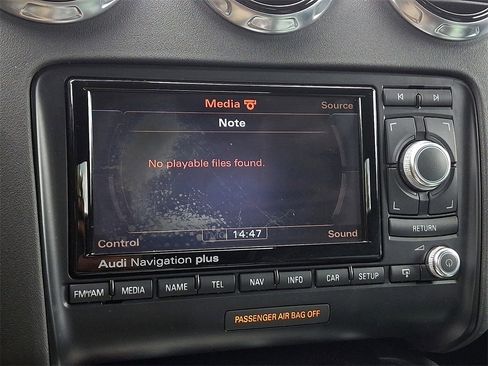 Media
Source
Note
No playable files found.
14:47
Control
Sound
Audi Navigation plus
RETURN
FM/AM MEDIA NAME TEL NAV INFO CAR SETUP
PASSENGER AIR BAG OFF